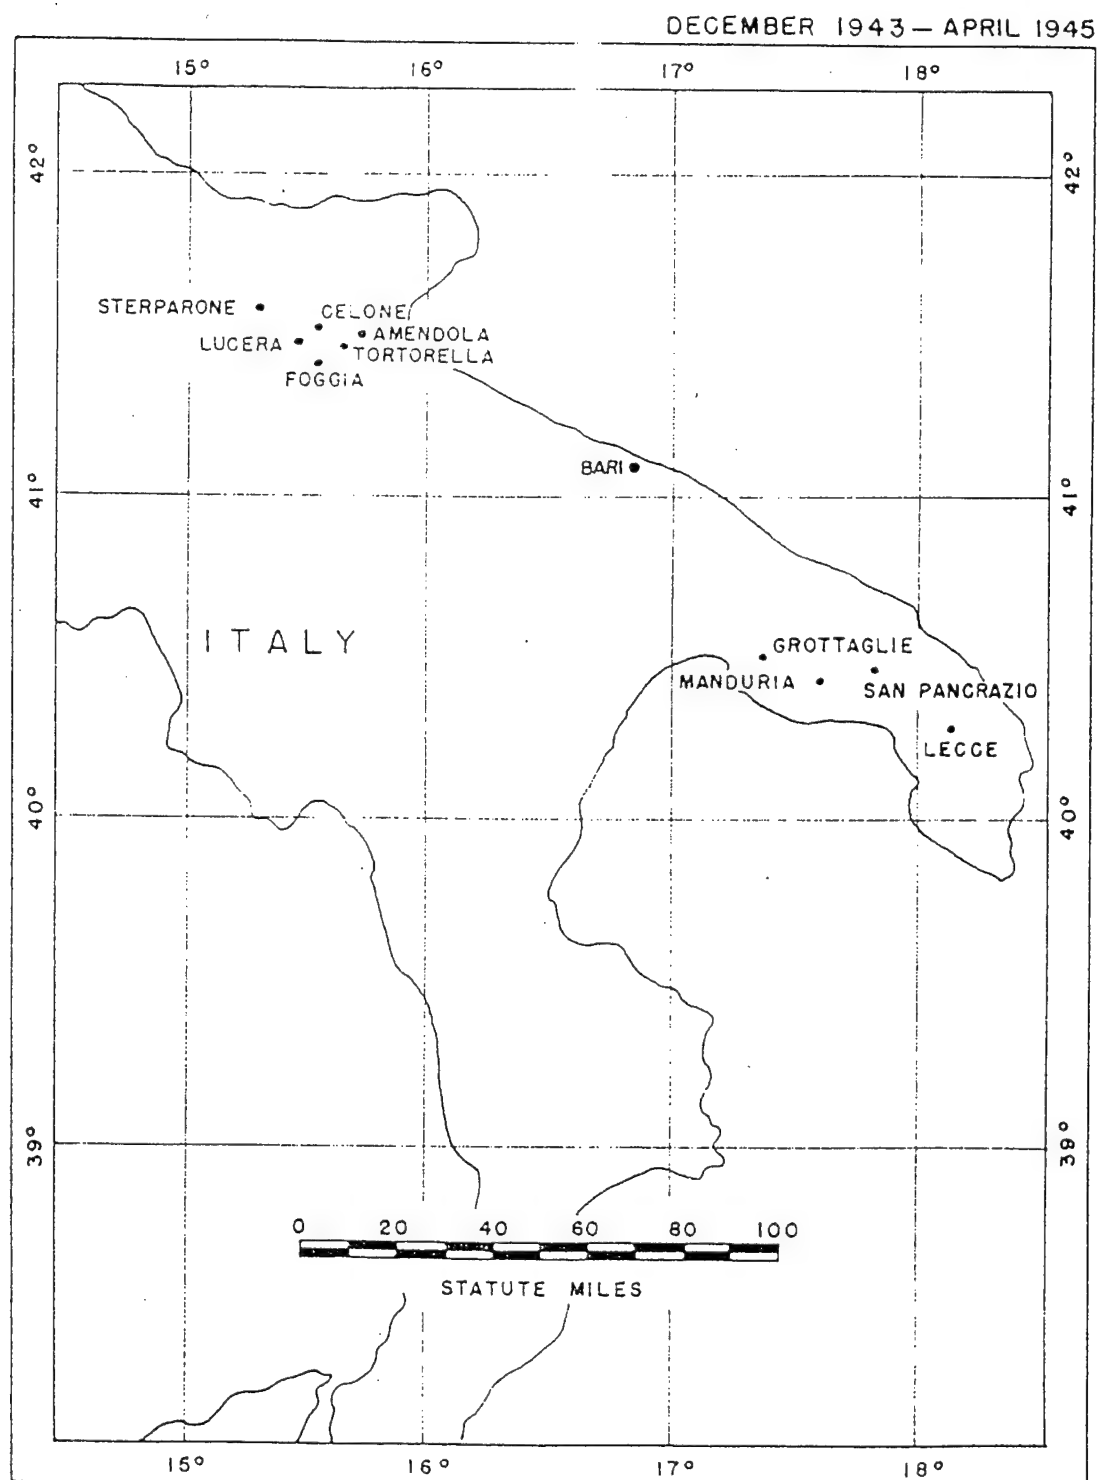 DECEMBER 1943 — APRIL 1945
15° 16° 17° 18°
42° 42°
STERPARONE CELONE
AMENDOLA
LUCERA TORTORELLA
FOGGIA
BARI
41° 41°
ITALY
GROTTAGLIE
MANDURIA SAN PANCRAZIO
LECCE
40° 40°
39° 39°
0 20 40 60 80 100
STATUTE MILES
15° 16° 17° 18°